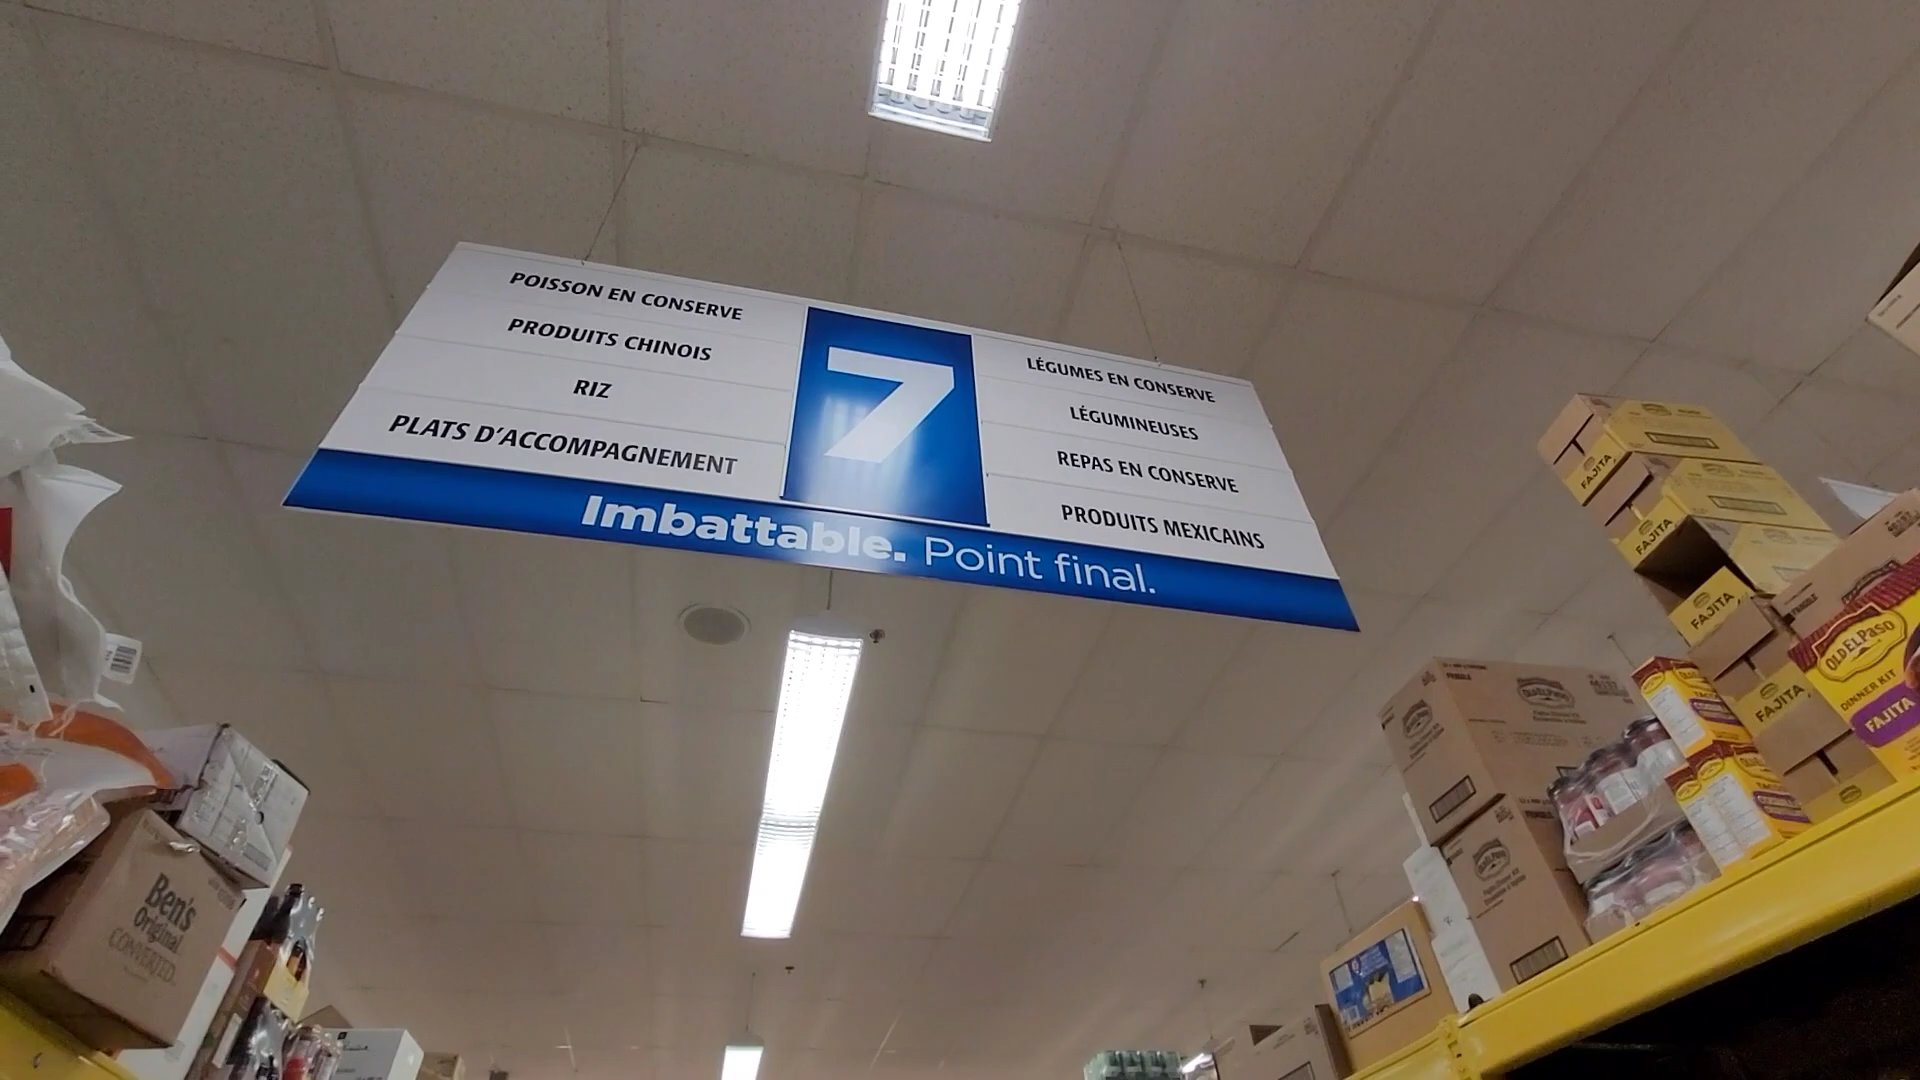 POISSON EN CONSERVE
PRODUITS CHINOIS
RIZ
PLATS D'ACCOMPAGNEMENT
7
LÉGUMES EN CONSERVE
LÉGUMINEUSES
REPAS EN CONSERVE
PRODUITS MEXICAINS
Imbattable. Point final.
FAJITA
FAJITA
FAJITA
FAJITA
OLD EL PASO
DINNER KIT
FAJITA
Ben's
Original
CONVERTED